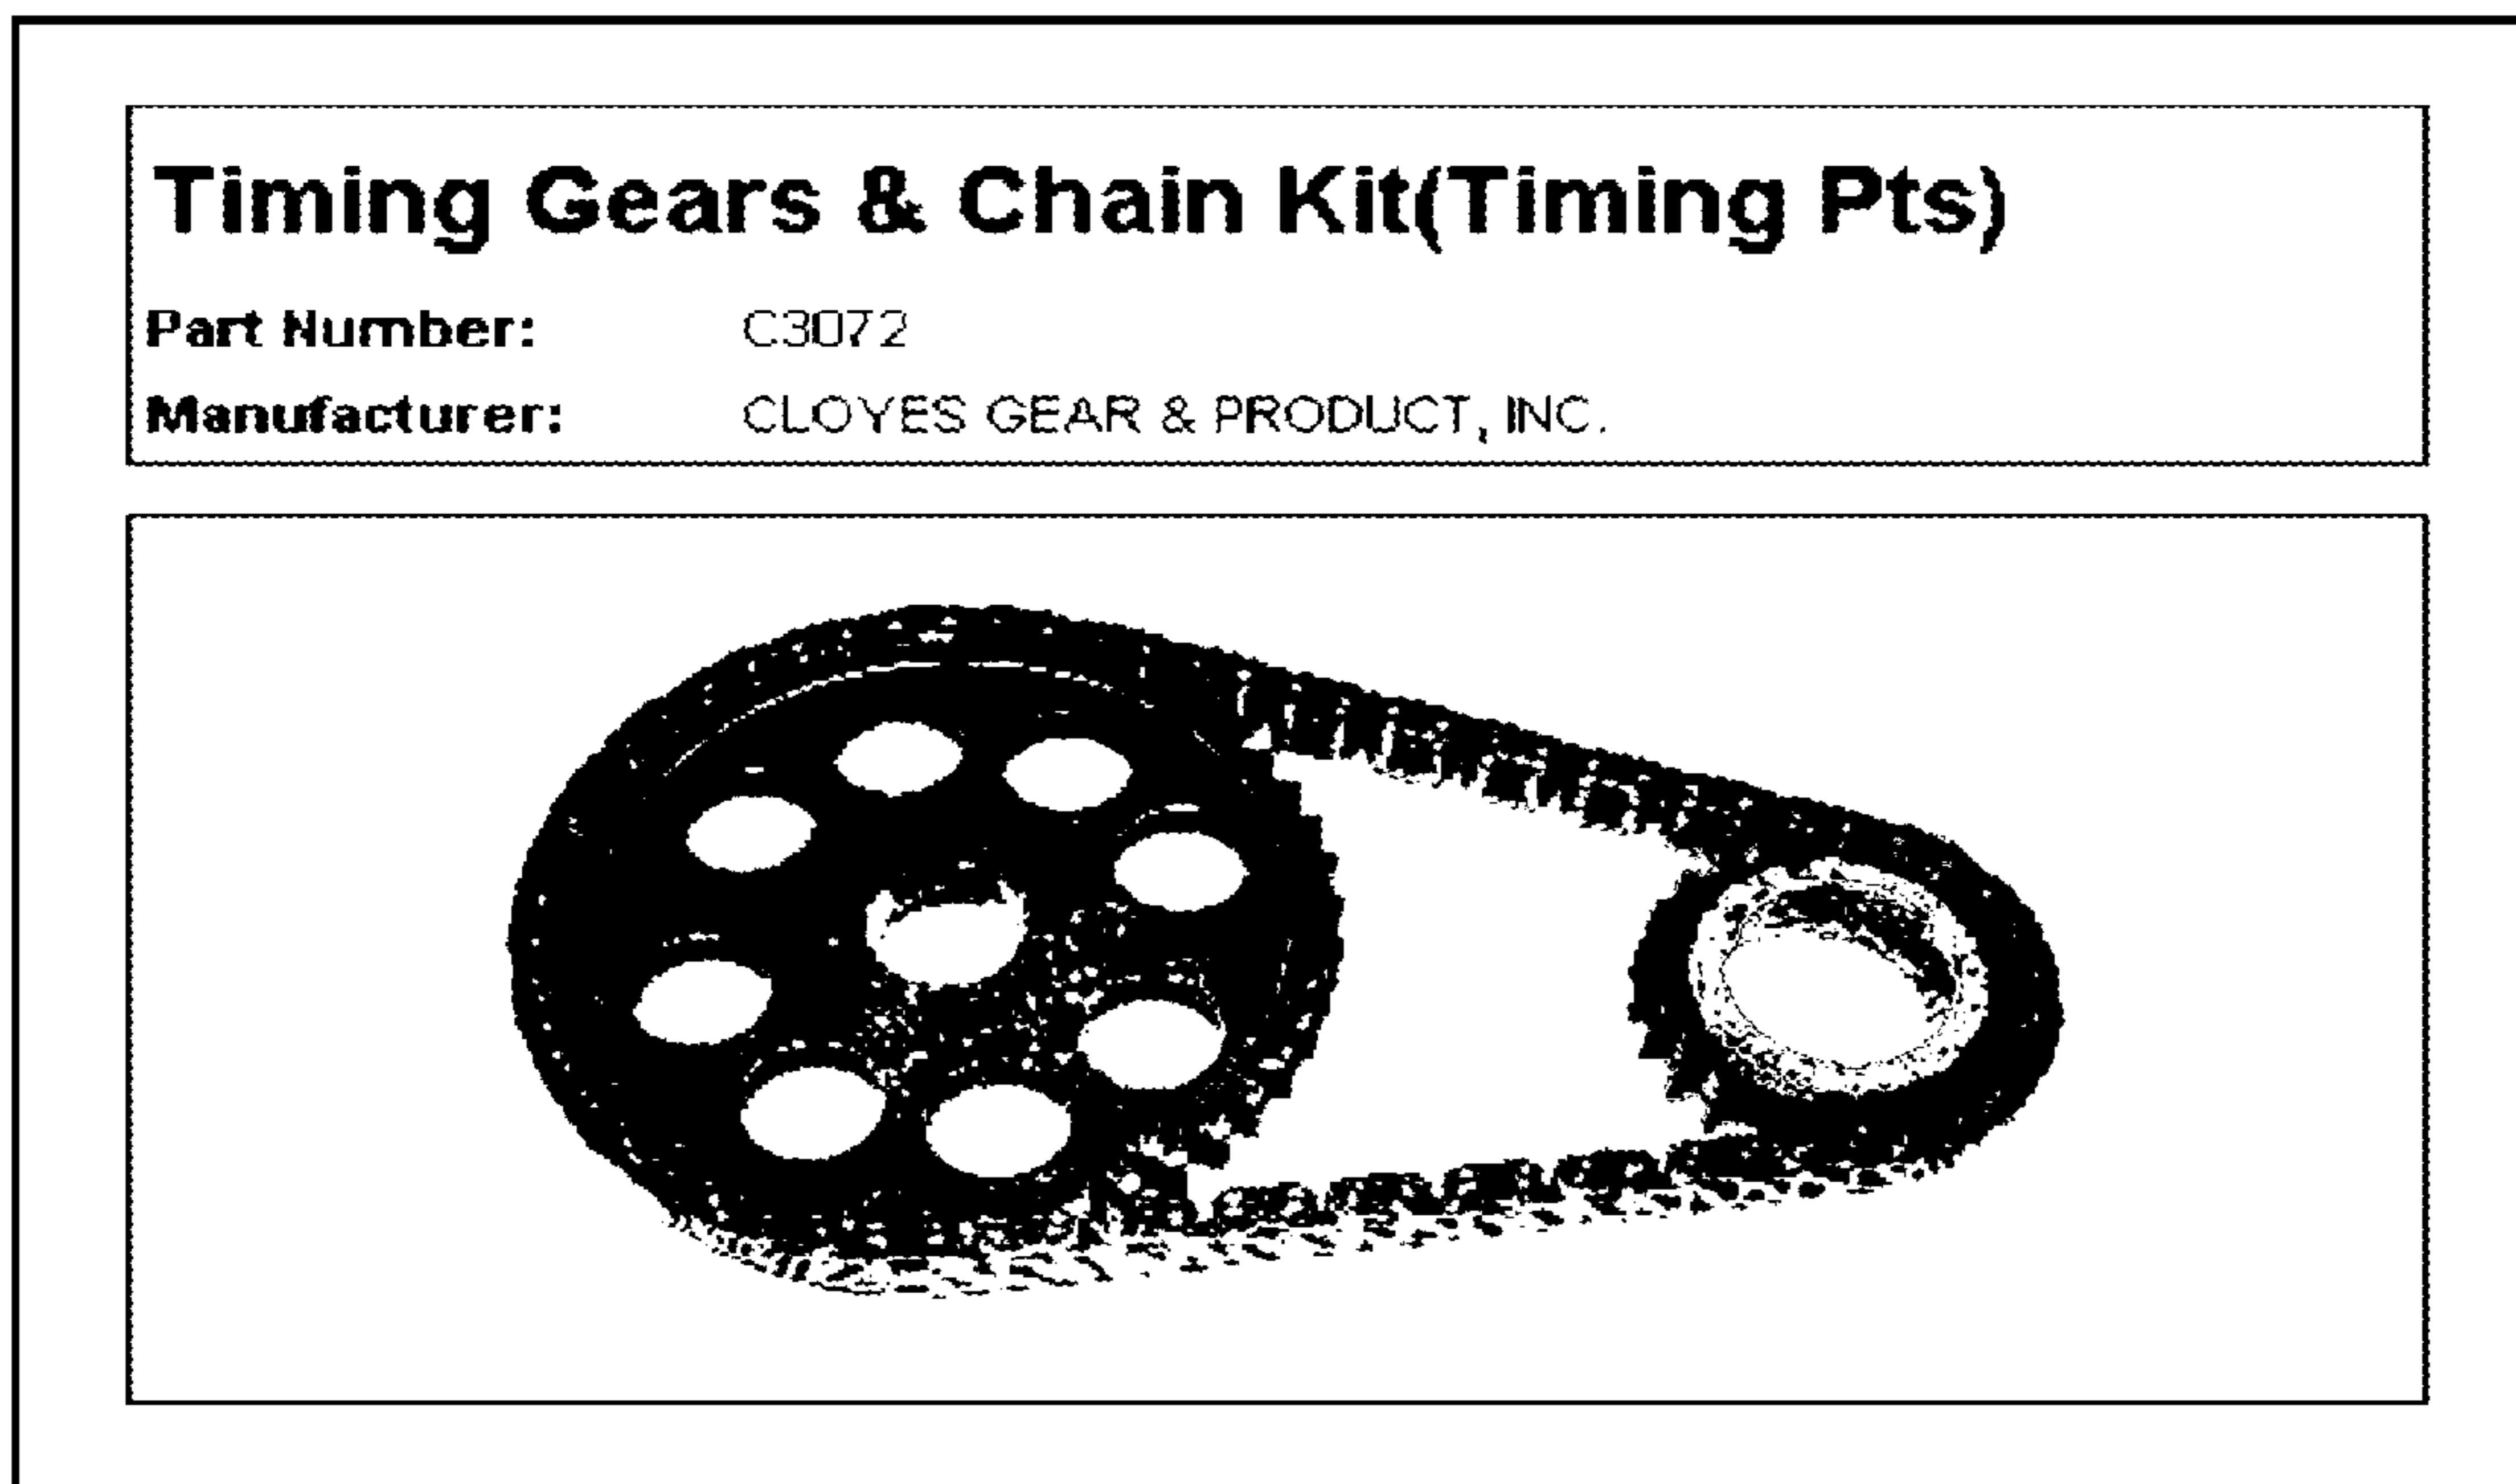 Timing Gears & Chain Kit(Timing Pts)
Part Number: C3072
Manufacturer: CLOYES GEAR & PRODUCT, INC.